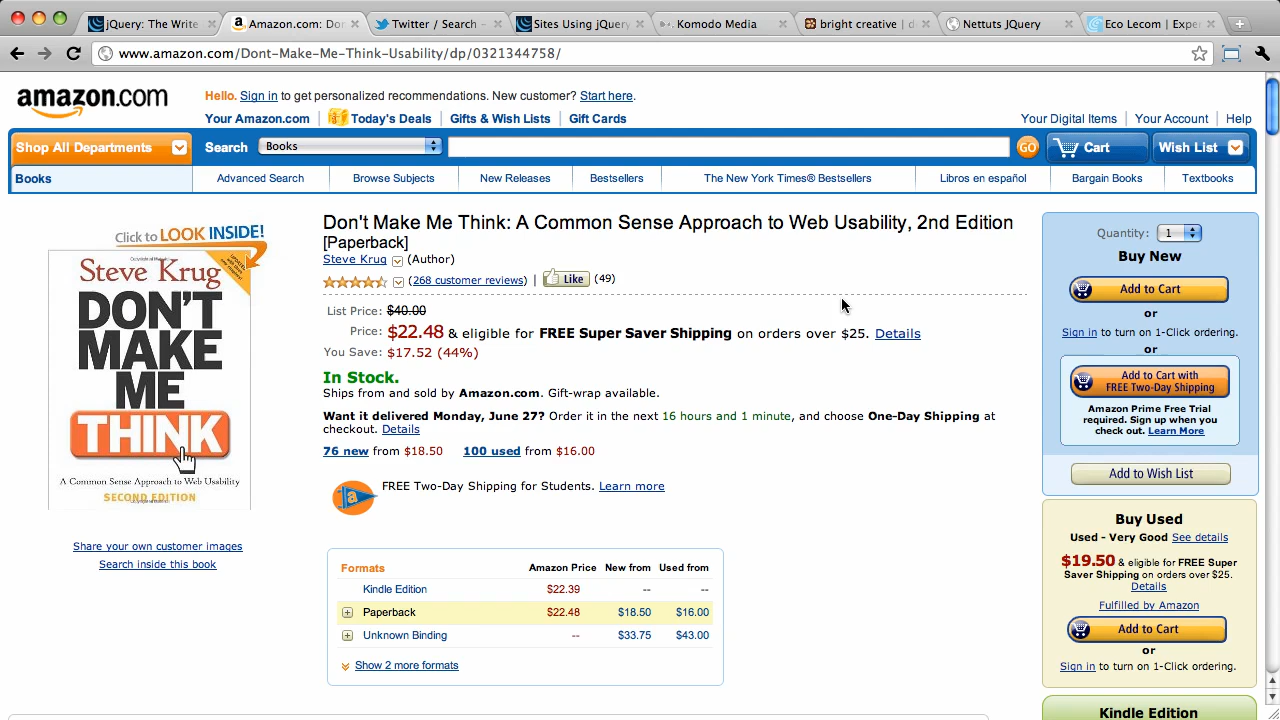 jQuery: The Write
Amazon.com: Don
Twitter / Search -
Sites Using jQuery
Komodo Media
bright creative | d
Nettuts JQuery
Eco Lecom | Exper
www.amazon.com/Dont-Make-Me-Think-Usability/dp/0321344758/
amazon.com
Hello. Sign in to get personalized recommendations. New customer? Start here.
Your Amazon.com | Today's Deals | Gifts & Wish Lists | Gift Cards
Your Digital Items | Your Account | Help
Shop All Departments
Search
Books
GO
Cart
Wish List
Books
Advanced Search
Browse Subjects
New Releases
Bestsellers
The New York Times® Bestsellers
Libros en español
Bargain Books
Textbooks
Click to LOOK INSIDE!
Steve Krug
DON'T
MAKE
ME
THINK
A Common Sense Approach to Web Usability
SECOND EDITION
Share your own customer images
Search inside this book
Don't Make Me Think: A Common Sense Approach to Web Usability, 2nd Edition
[Paperback]
Steve Krug (Author)
(268 customer reviews) | Like (49)
List Price: $40.00
Price: $22.48 & eligible for FREE Super Saver Shipping on orders over $25. Details
You Save: $17.52 (44%)
In Stock.
Ships from and sold by Amazon.com. Gift-wrap available.
Want it delivered Monday, June 27? Order it in the next 16 hours and 1 minute, and choose One-Day Shipping at
checkout. Details
76 new from $18.50 100 used from $16.00
a
FREE Two-Day Shipping for Students. Learn more
Formats Amazon Price New from Used from
Kindle Edition $22.39 -- --
Paperback $22.48 $18.50 $16.00
Unknown Binding -- $33.75 $43.00
Show 2 more formats
Quantity: 1
Buy New
Add to Cart
or
Sign in to turn on 1-Click ordering.
or
Add to Cart with
FREE Two-Day Shipping
Amazon Prime Free Trial
required. Sign up when you
check out. Learn More
Add to Wish List
Buy Used
Used - Very Good See details
$19.50 & eligible for FREE Super
Saver Shipping on orders over $25.
Details
Fulfilled by Amazon
Add to Cart
or
Sign in to turn on 1-Click ordering.
Kindle Edition